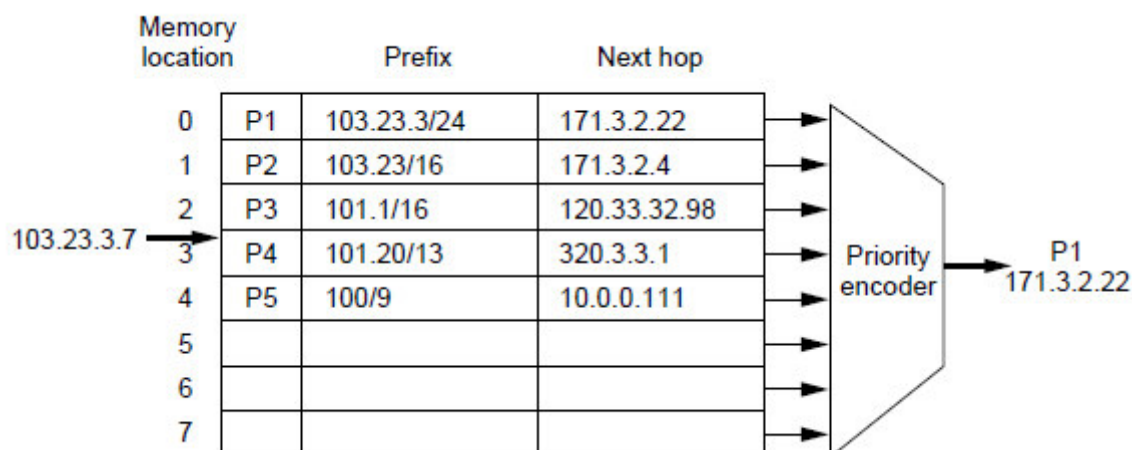 Memory
location Prefix Next hop
0 P1 103.23.3/24 171.3.2.22
1 P2 103.23/16 171.3.2.4
2 P3 101.1/16 120.33.32.98
103.23.3.7
3 P4 101.20/13 320.3.3.1
4 P5 100/9 10.0.0.111
5
6
7
Priority
encoder
P1
171.3.2.22